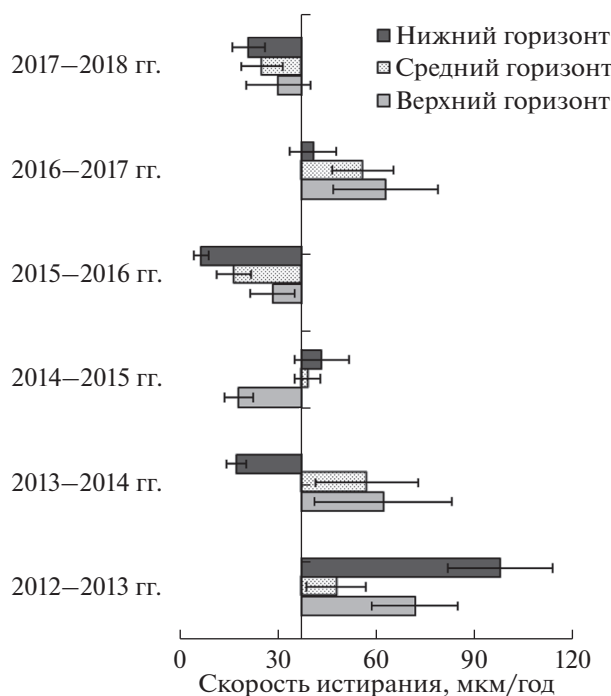 Нижний горизонт
Средний горизонт
Верхний горизонт
2017–2018 гг.
2016–2017 гг.
2015–2016 гг.
2014–2015 гг.
2013–2014 гг.
2012–2013 гг.
0 30 60 90 120
Скорость истирания, мкм/год